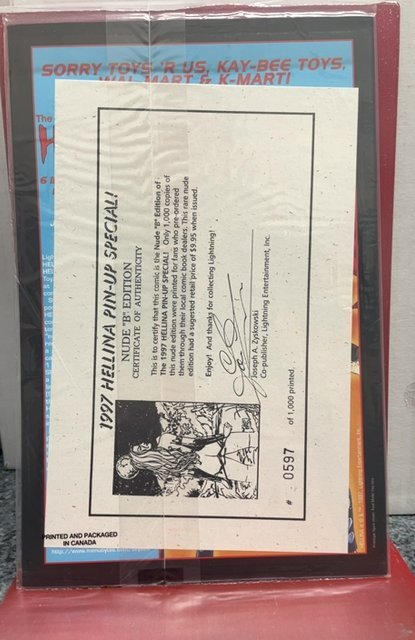 SORRY TOYS 'R US, KAY-BEE TOYS,
WAL-MART & K-MART!
The
1997 HELLINA PIN-UP SPECIAL!
NUDE "B" EDITION
CERTIFICATE OF AUTHENTICITY
This is to certify that this comic is the Nude "B" Edition of
The 1997 HELLINA PIN-UP SPECIAL! Only 1,000 copies of
this nude edition were printed for fans who pre-ordered
them through their local comic book dealers. This rare nude
edition had a sugested retail price of $9.95 when issued.
Enjoy! And thanks for collecting Lightning!
Joseph A. Zyskowski
Co-publisher, Lightning Entertainment, Inc.
# 0597 of 1,000 printed.
PRINTED AND PACKAGED
IN CANADA